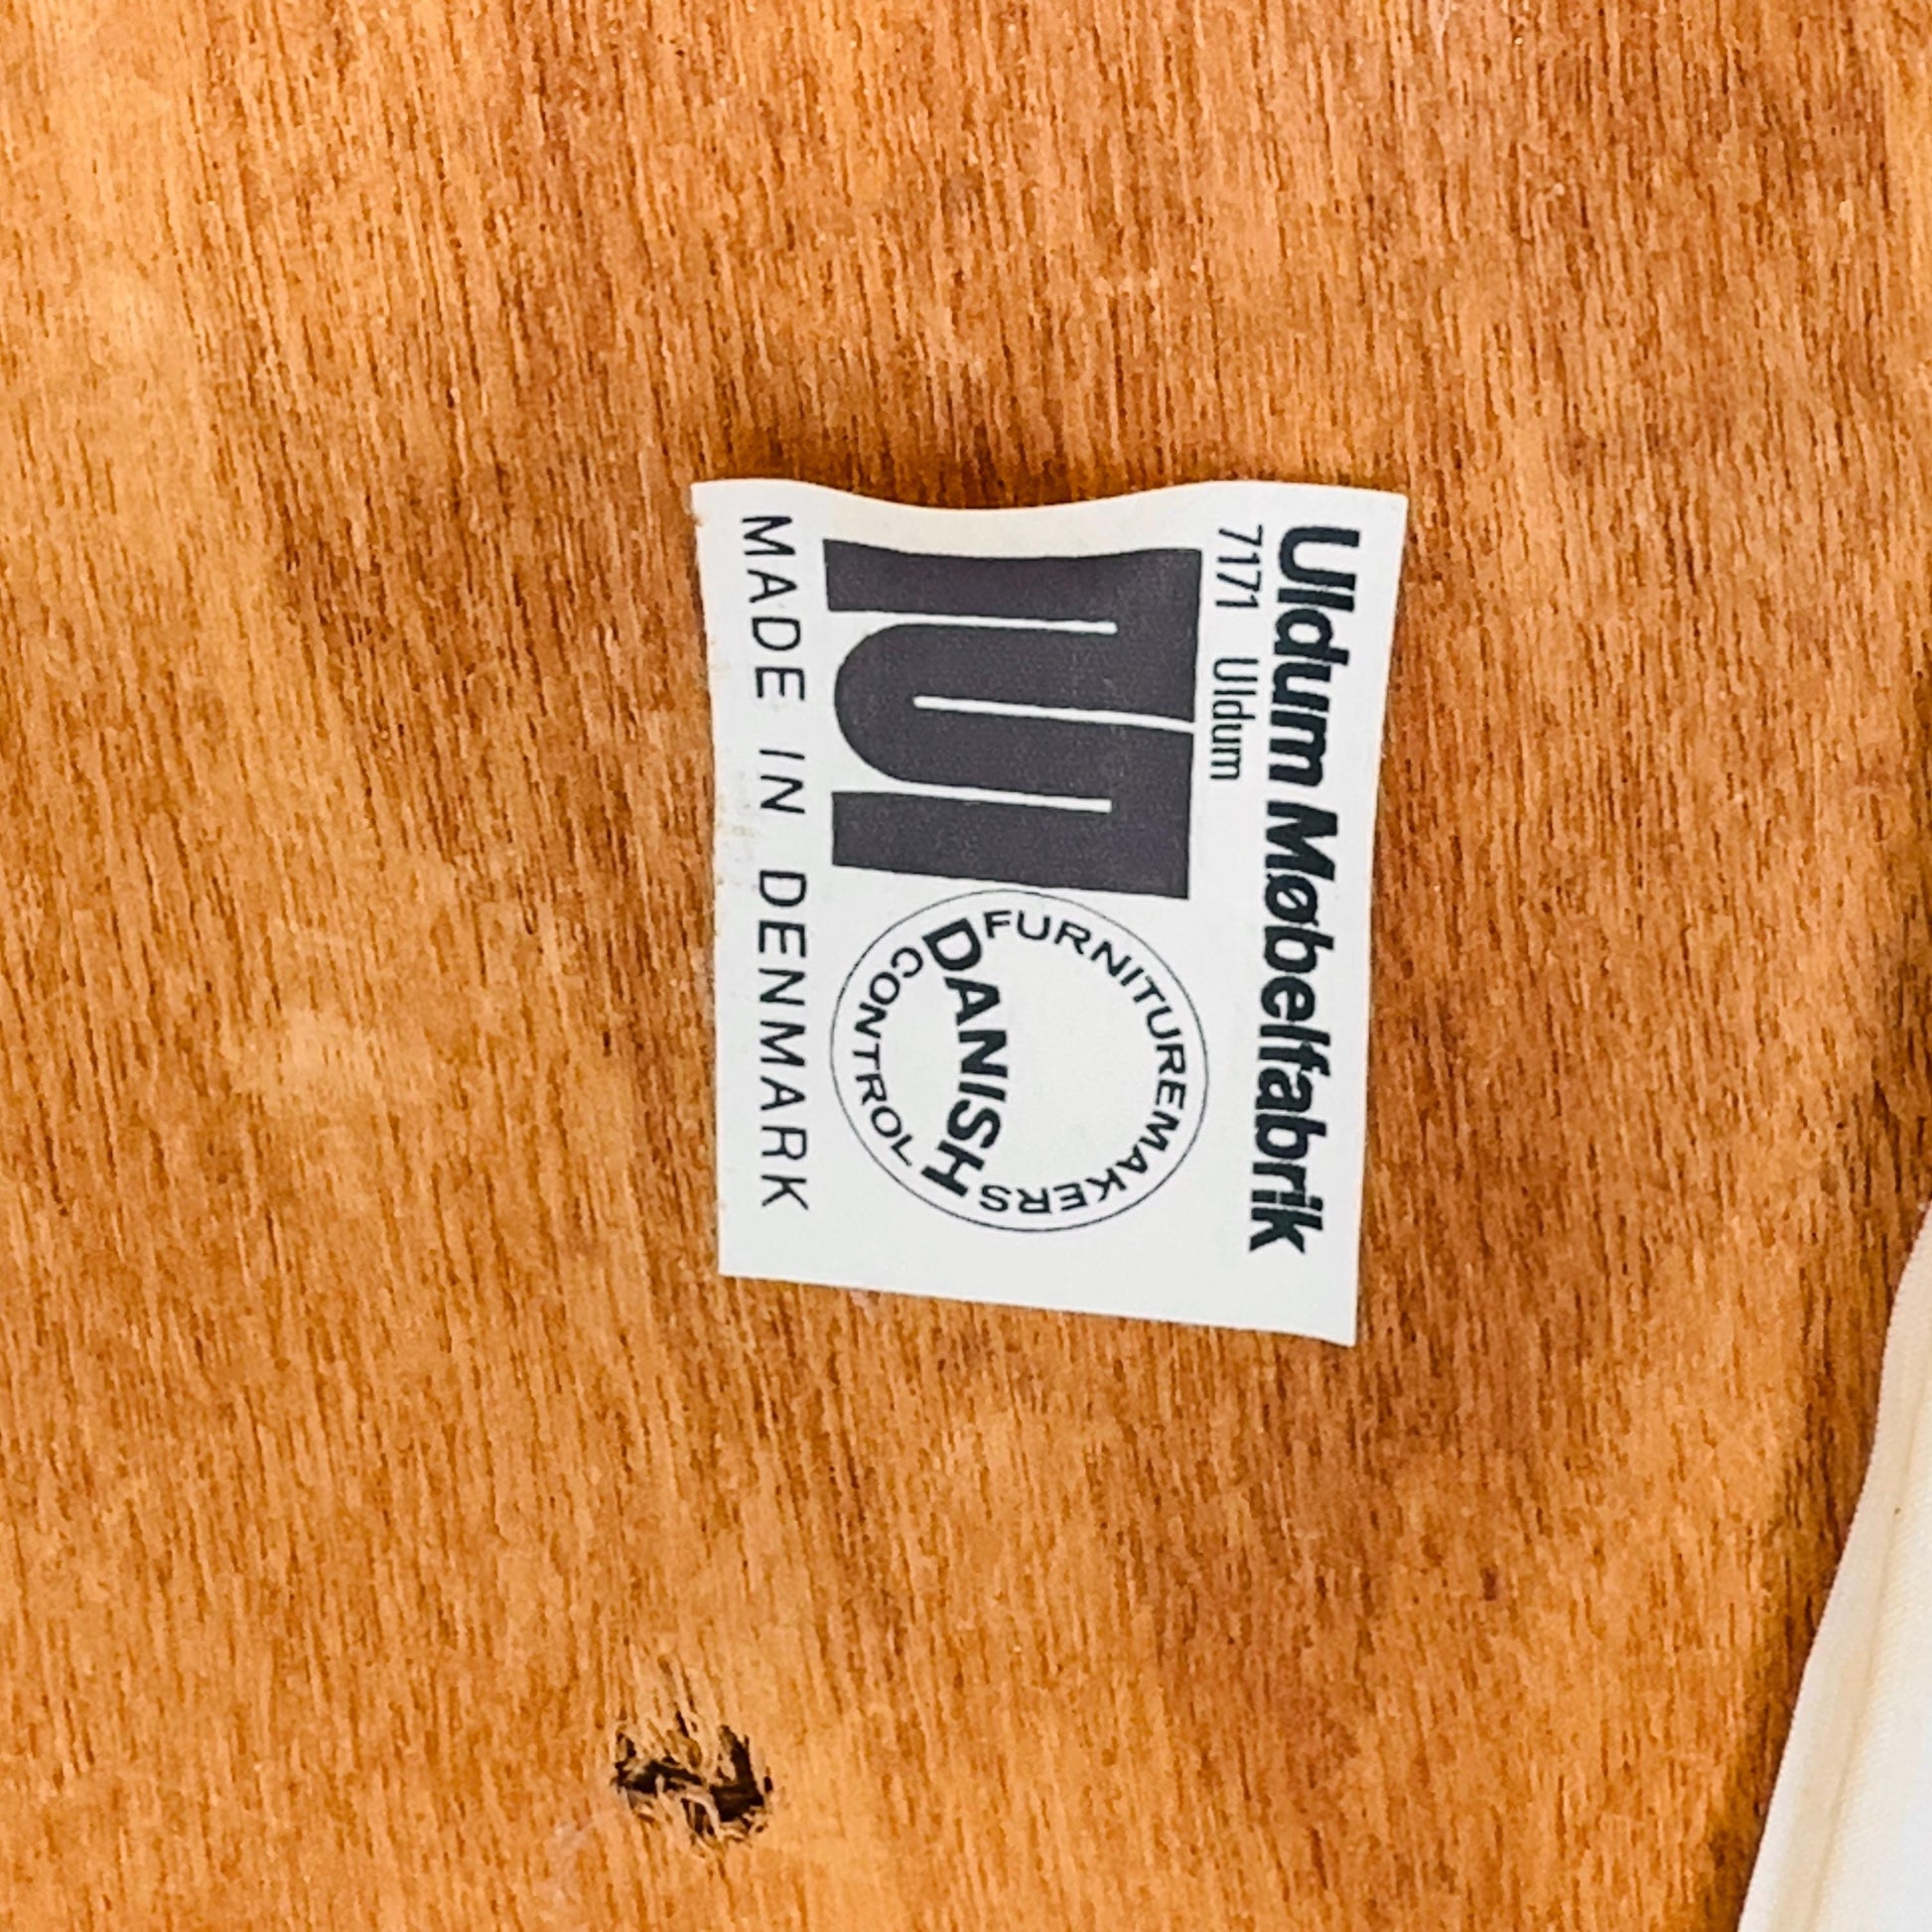 Uldum Møbelfabrik
7171 Uldum
DANISH
FURNITUREMAKERS
CONTROL
MADE IN DENMARK